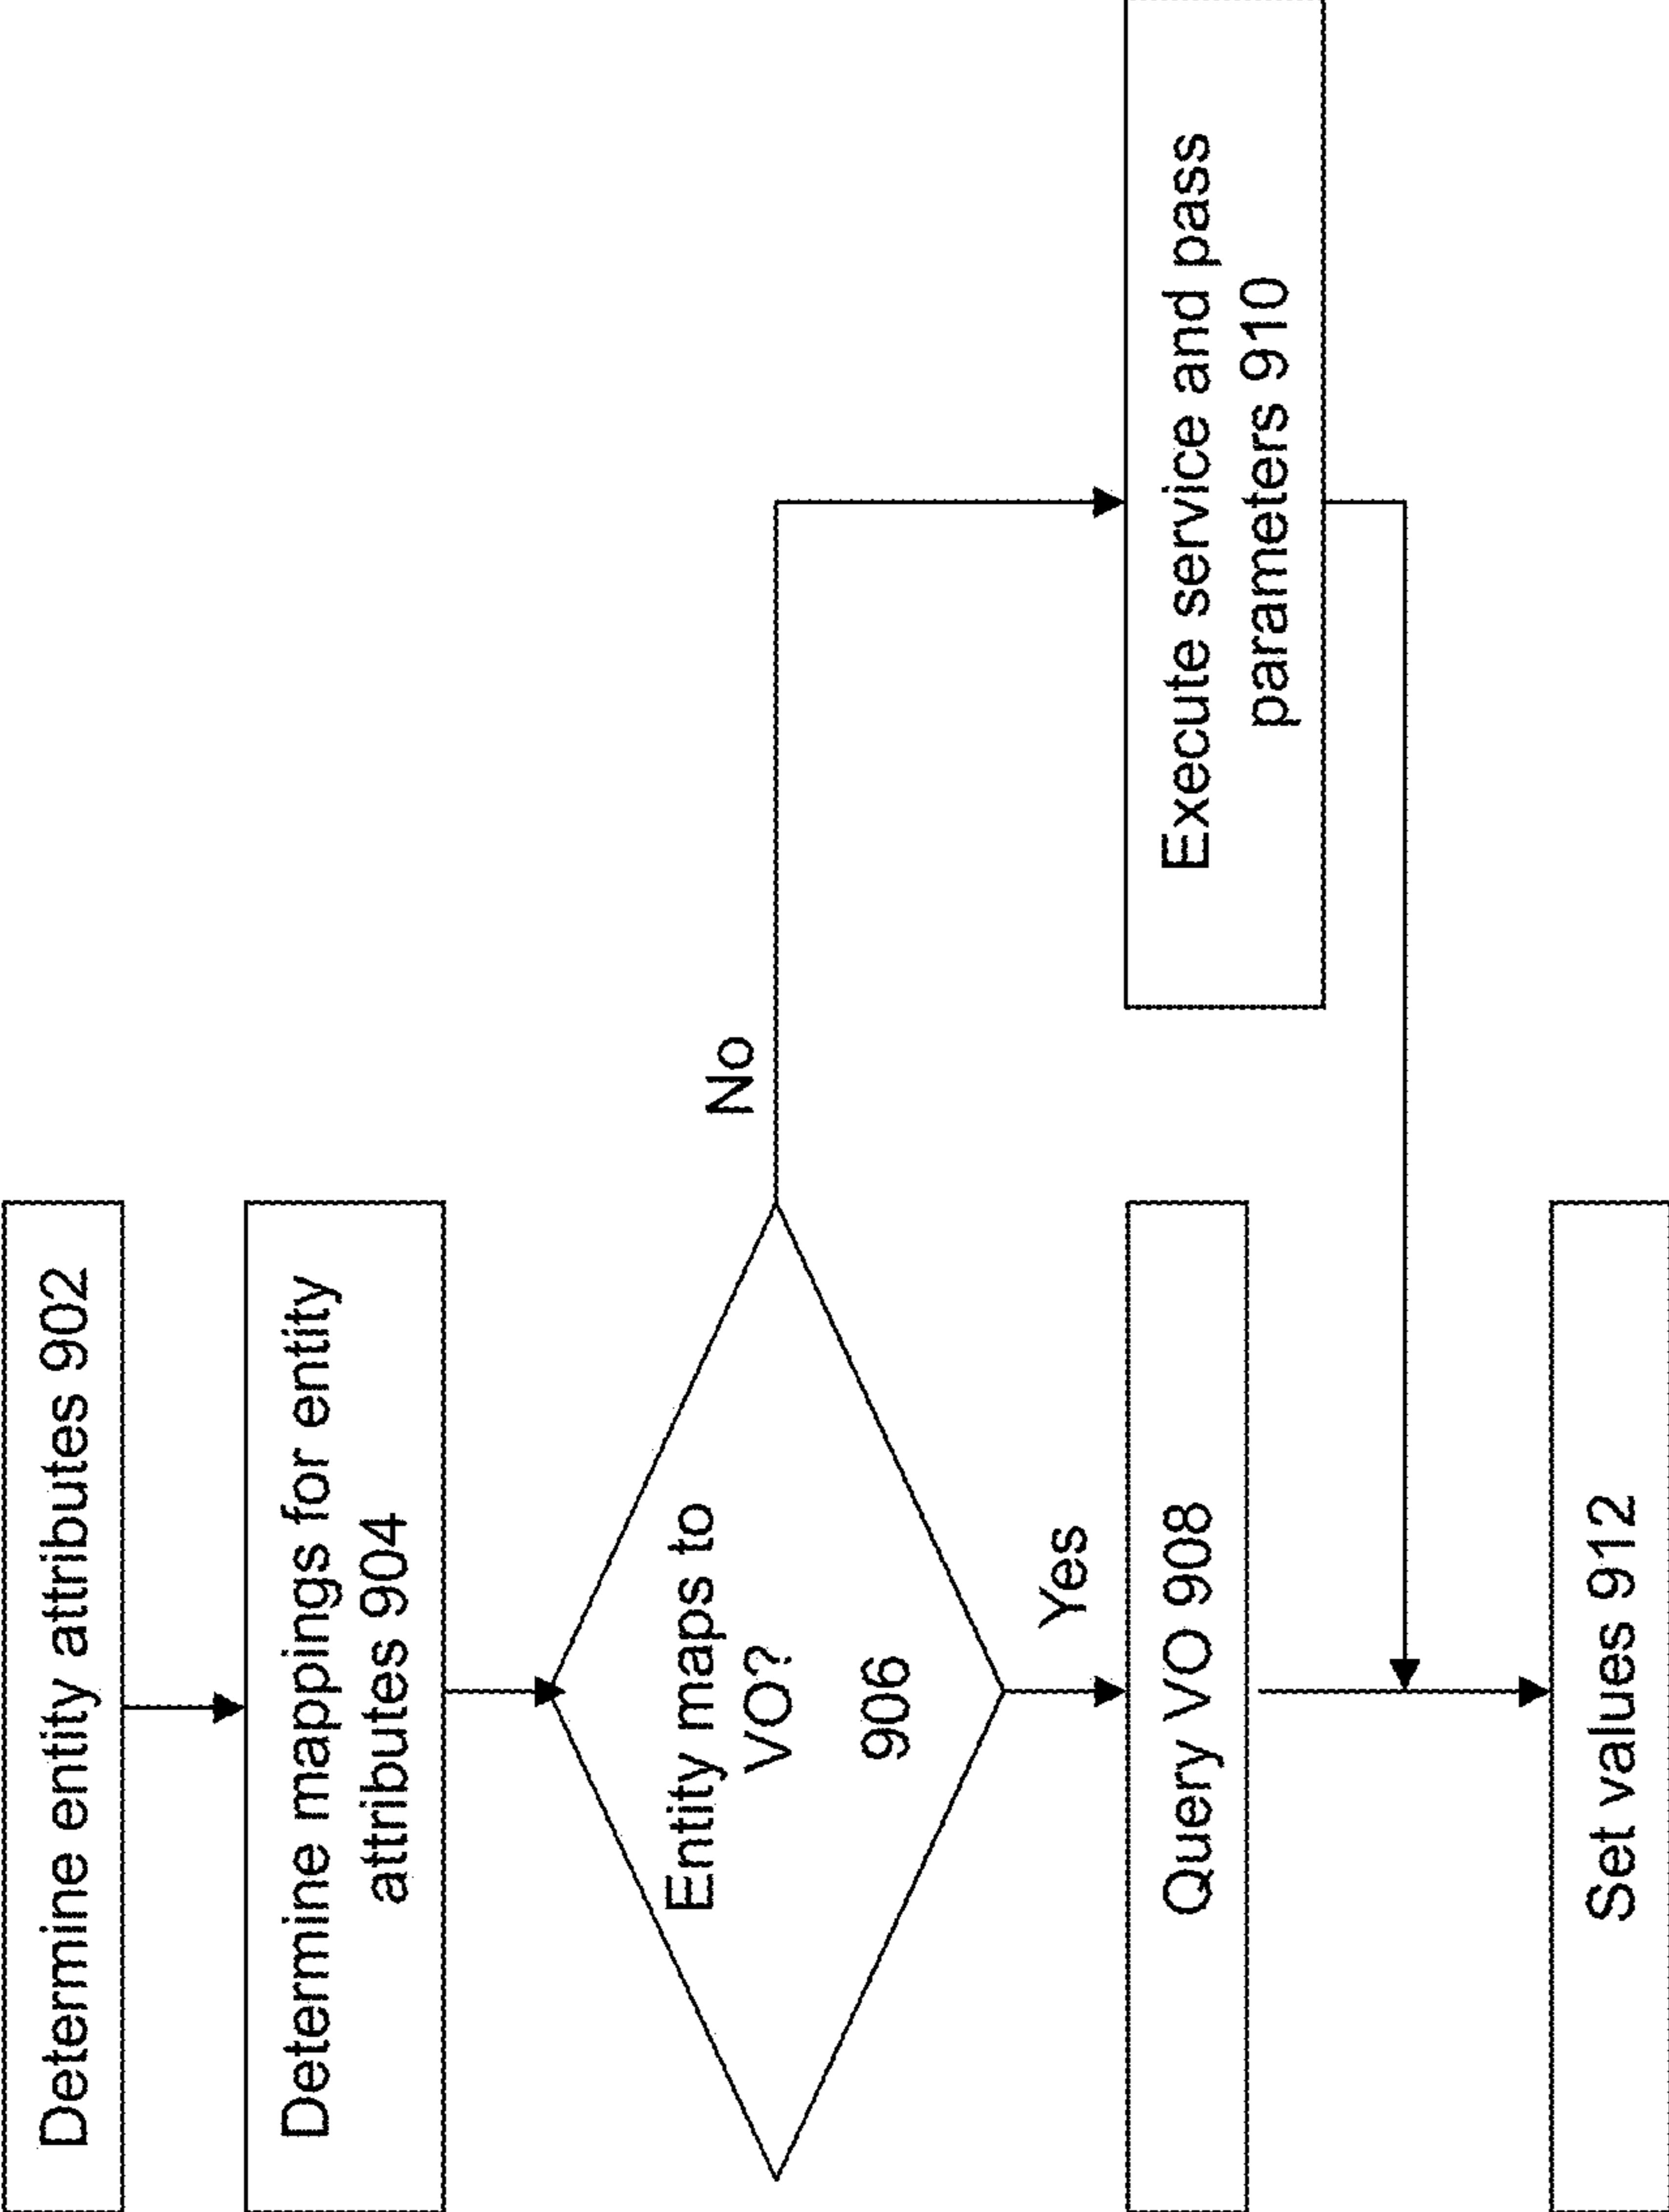 Determine entity attributes 902
Determine mappings for entity
attributes 904
Entity maps to
VO?
906
No
Yes
Query VO 908
Execute service and pass
parameters 910
Set values 912